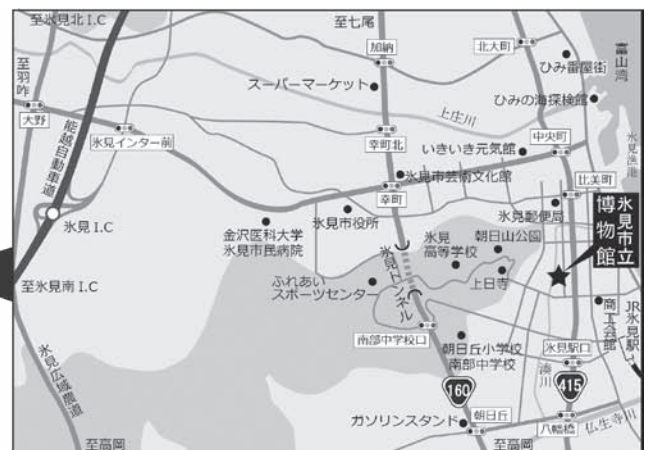 至氷見北I.C
至七尾
加納
北大町
富山湾
ひみ番屋街
至羽咋
スーパーマーケット
ひみの海探検館
大野
上庄川
能越自動車道
氷見インター前
幸町北
いきいき元気館
中央町
氷見漁港
氷見市芸術文化館
幸町
比美町
氷見I.C
金沢医科大学
氷見市民病院
氷見市役所
氷見
高等学校
朝日山公園
氷見郵便局
氷見市立
博物館
氷見トンネル
上日寺
至氷見南I.C
ふれあい
スポーツセンター
商工会館
JR氷見駅
南部中学校口
朝日丘小学校
南部中学校
氷見駅口
湊川
氷見広域農道
160
415
ガソリンスタンド
朝日丘
八幡橋
仏生寺川
至高岡
至高岡